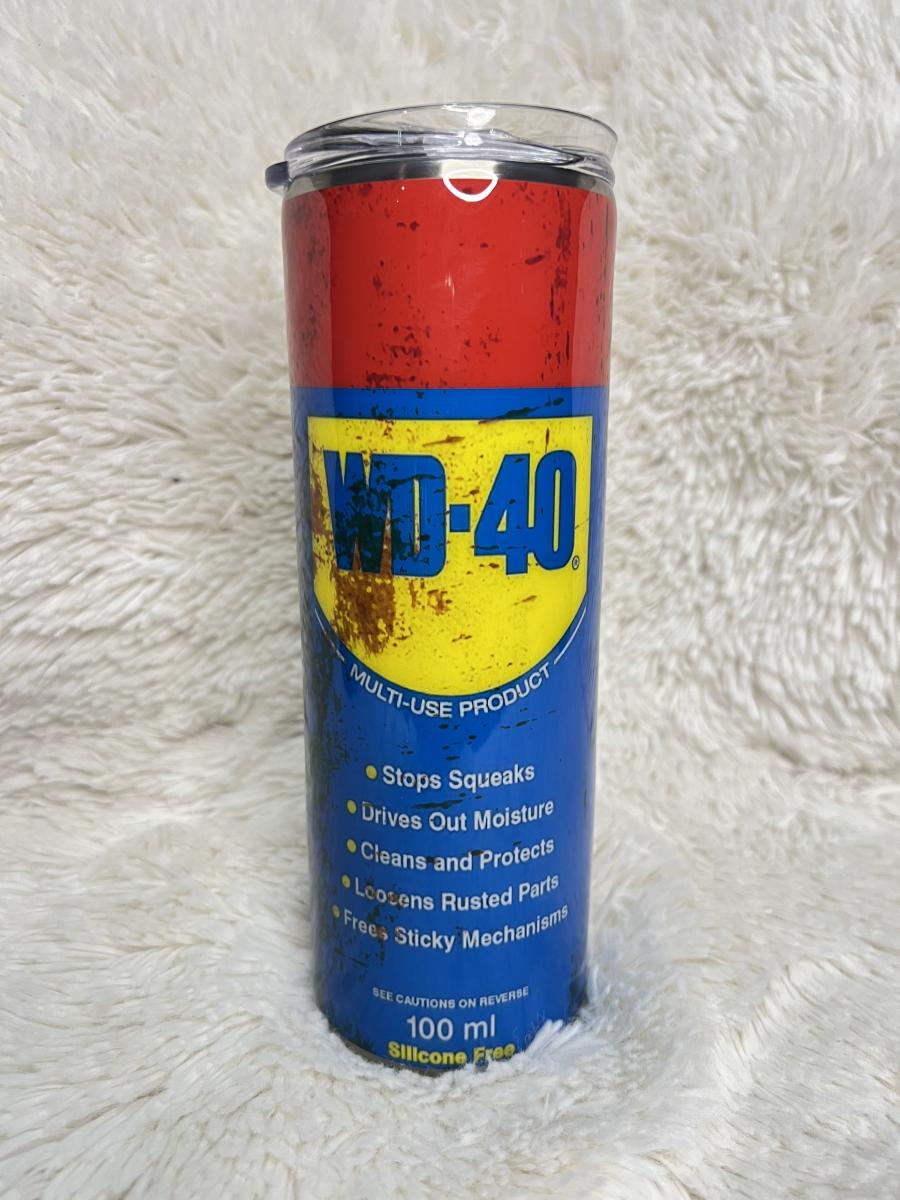 WD-40®
MULTI-USE PRODUCT
• Stops Squeaks
• Drives Out Moisture
• Cleans and Protects
• Loosens Rusted Parts
• Frees Sticky Mechanisms
SEE CAUTIONS ON REVERSE
100 ml
Silicone Free